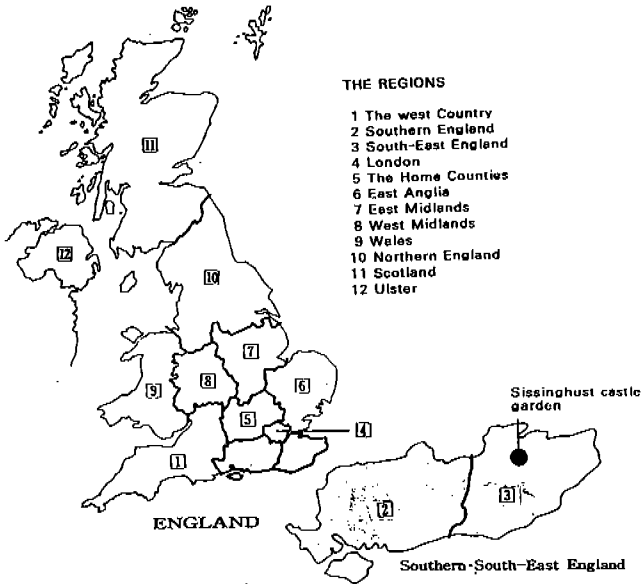 THE REGIONS
1 The west Country
2 Southern England
3 South-East England
4 London
5 The Home Counties
6 East Anglia
7 East Midlands
8 West Midlands
9 Wales
10 Northern England
11 Scotland
12 Ulster
11
12
10
7
8
6
9
5
4
1
ENGLAND
Sissinghust castle
garden
2
3
Southern-South-East England